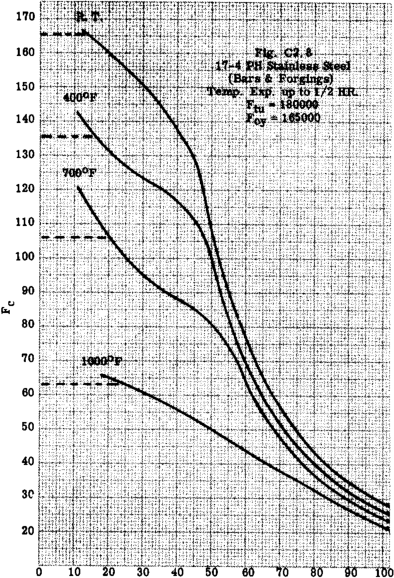 170
R. T.
Fig. C2.8
17-4 PH Stainless Steel
(Bars & Forgings)
Temp. Exp. up to 1/2 HR.
Ftu = 180000
Fcy = 165000
160
150
400°F
140
130
700°F
120
110
100
Fc
90
80
70
1000°F
60
50
40
30
20
0 10 20 30 40 50 60 70 80 90 100